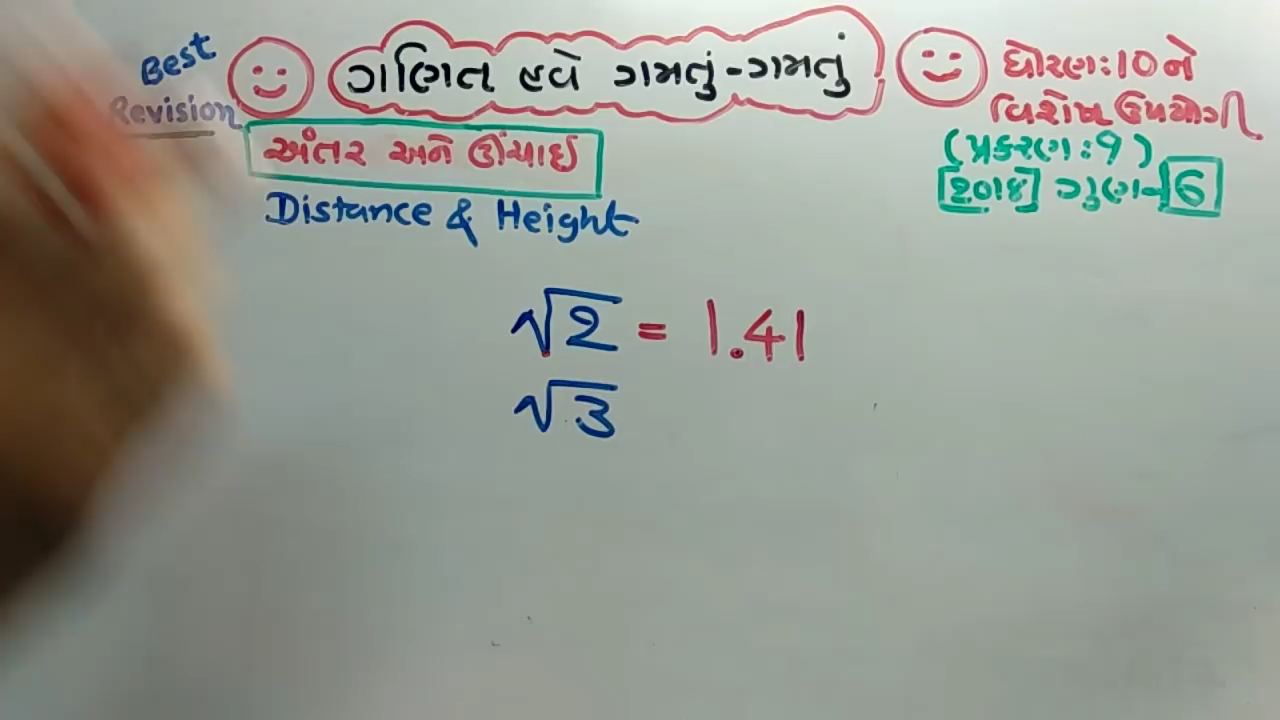 Best
Revision
ગણિત હવે ગમતું-ગમતું
ધોરણ:10 ને
વિશેષ ઉપયોગી
(પ્રકરણ:9)
[2018] ગુણ-6
અંતર અને ઊંચાઈ
Distance & Height
√2 = 1.41
√3